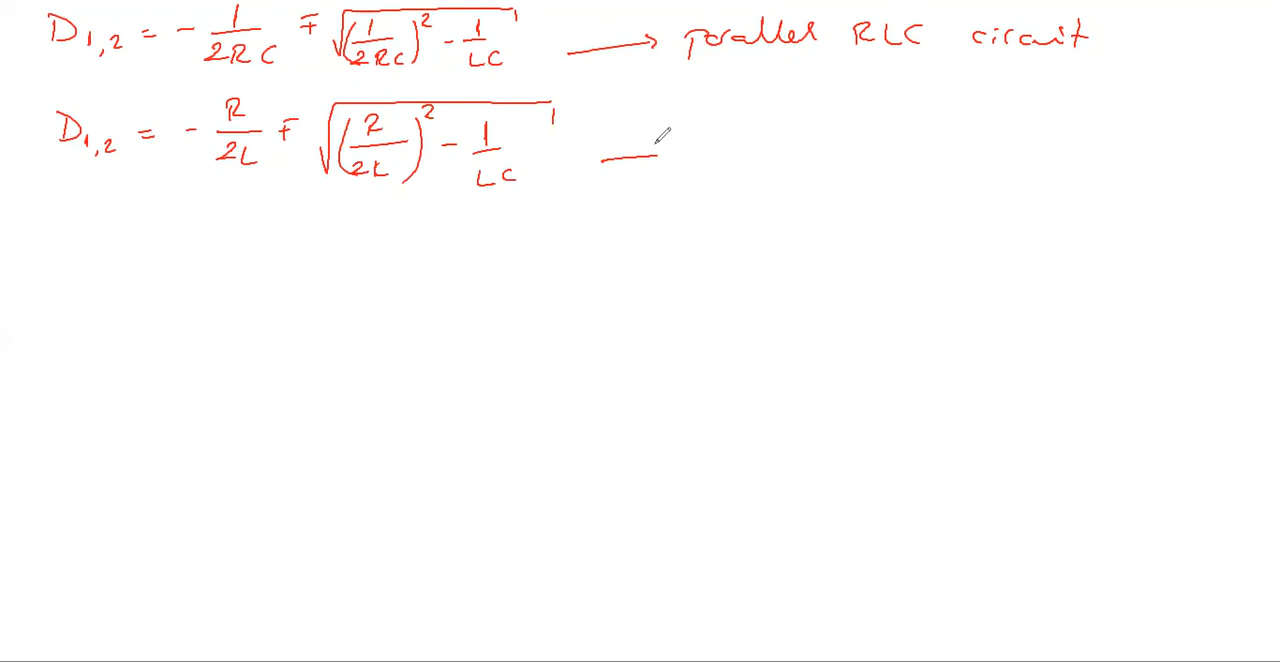 D₁,₂ = - 1/(2RC) ∓ √((1/(2RC))² - 1/(LC)) ⟶ parallel RLC circuit
D₁,₂ = - R/(2L) ∓ √((R/(2L))² - 1/(LC))